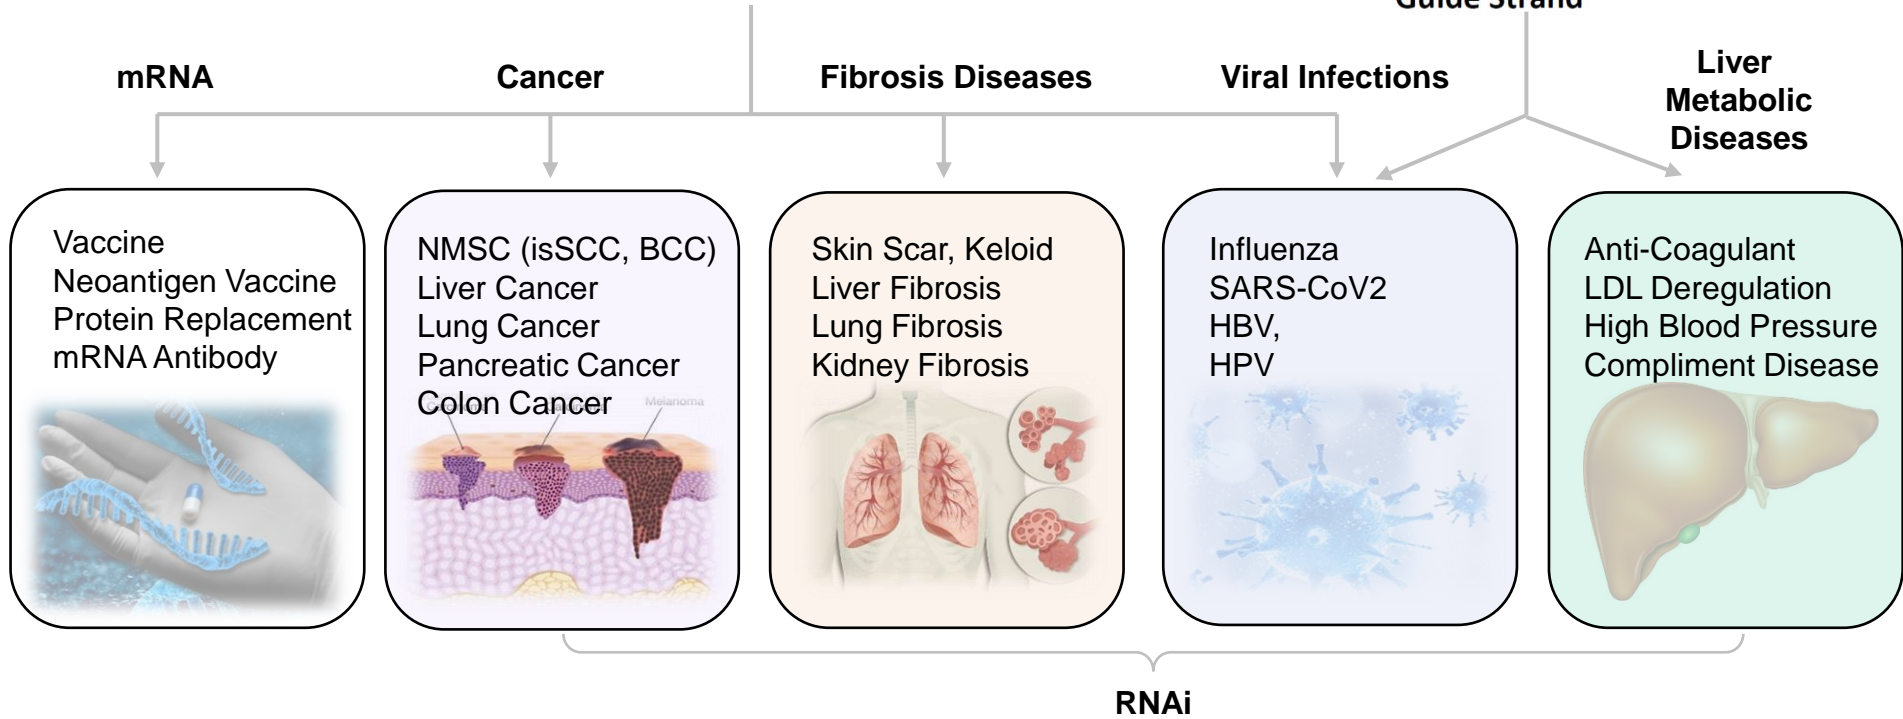 Guide Strand
mRNA
Cancer
Fibrosis Diseases
Viral Infections
Liver
Metabolic
Diseases
Vaccine
Neoantigen Vaccine
Protein Replacement
mRNA Antibody
NMSC (isSCC, BCC)
Liver Cancer
Lung Cancer
Pancreatic Cancer
Colon Cancer
Melanoma
Skin Scar, Keloid
Liver Fibrosis
Lung Fibrosis
Kidney Fibrosis
Influenza
SARS-CoV2
HBV,
HPV
Anti-Coagulant
LDL Deregulation
High Blood Pressure
Compliment Disease
RNAi